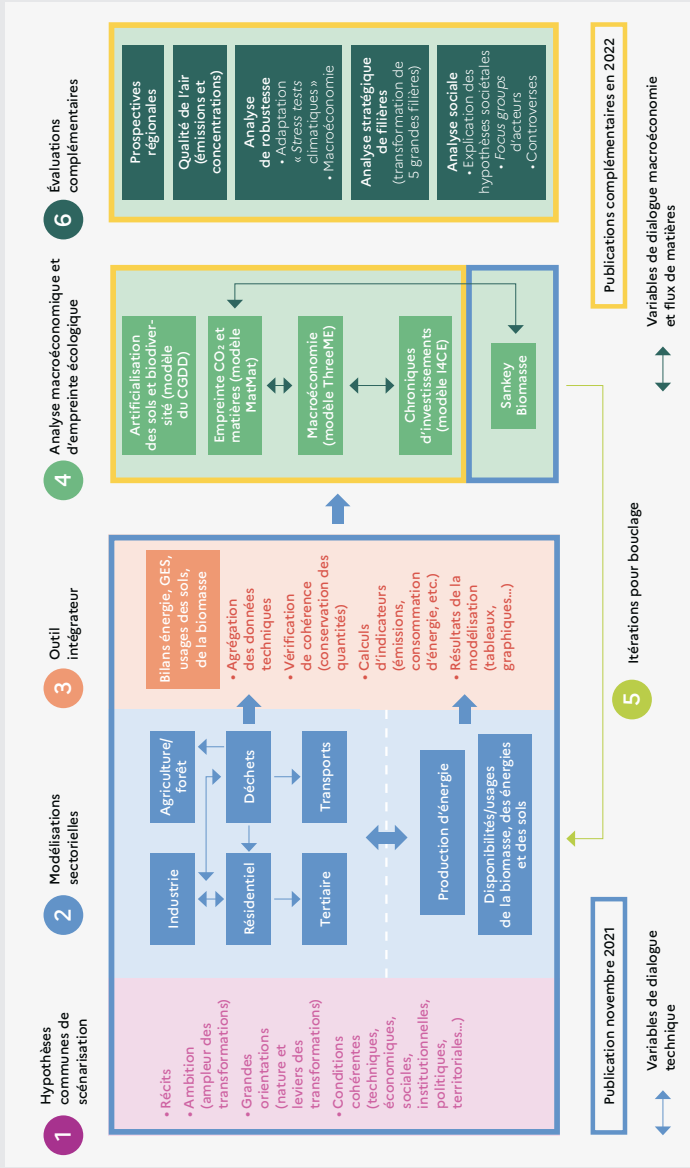 1
Hypothèses
communes de
scénarisation
• Récits
• Ambition
(ampleur des
transformations)
• Grandes
orientations
(nature et
leviers des
transformations)
• Conditions
cohérentes
(techniques,
économiques,
sociales,
institutionnelles,
politiques,
territoriales…)
2
Modélisations
sectorielles
Industrie
Agriculture/
forêt
Résidentiel
Déchets
Tertiaire
Transports
Production d’énergie
Disponibilités/usages
de la biomasse, des énergies
et des sols
3
Outil
intégrateur
Bilans énergie, GES,
usages des sols,
de la biomasse
• Agrégation
des données
techniques
• Vérification
de cohérence
(conservation des
quantités)
• Calculs
d’indicateurs
(émissions,
consommation
d’énergie, etc.)
• Résultats de la
modélisation
(tableaux,
graphiques…)
4
Analyse macroéconomique et
d’empreinte écologique
Artificialisation
des sols et biodiver-
sité (modèle
du CGDD)
Empreinte CO₂ et
matières (modèle
MatMat)
Macroéconomie
(modèle ThreeME)
Chroniques
d’investissements
(modèle I4CE)
Sankey
Biomasse
6
Évaluations
complémentaires
Prospectives
régionales
Qualité de l’air
(émissions et
concentrations)
Analyse
de robustesse
• Adaptation
« Stress tests
climatiques »
• Macroéconomie
Analyse stratégique
de filières
(transformation de
5 grandes filières)
Analyse sociale
• Explication des
hypothèses sociétales
• Focus groups
d’acteurs
• Controverses
5
Itérations pour bouclage
Publication novembre 2021
Publications complémentaires en 2022
Variables de dialogue
technique
Variables de dialogue macroéconomie
et flux de matières